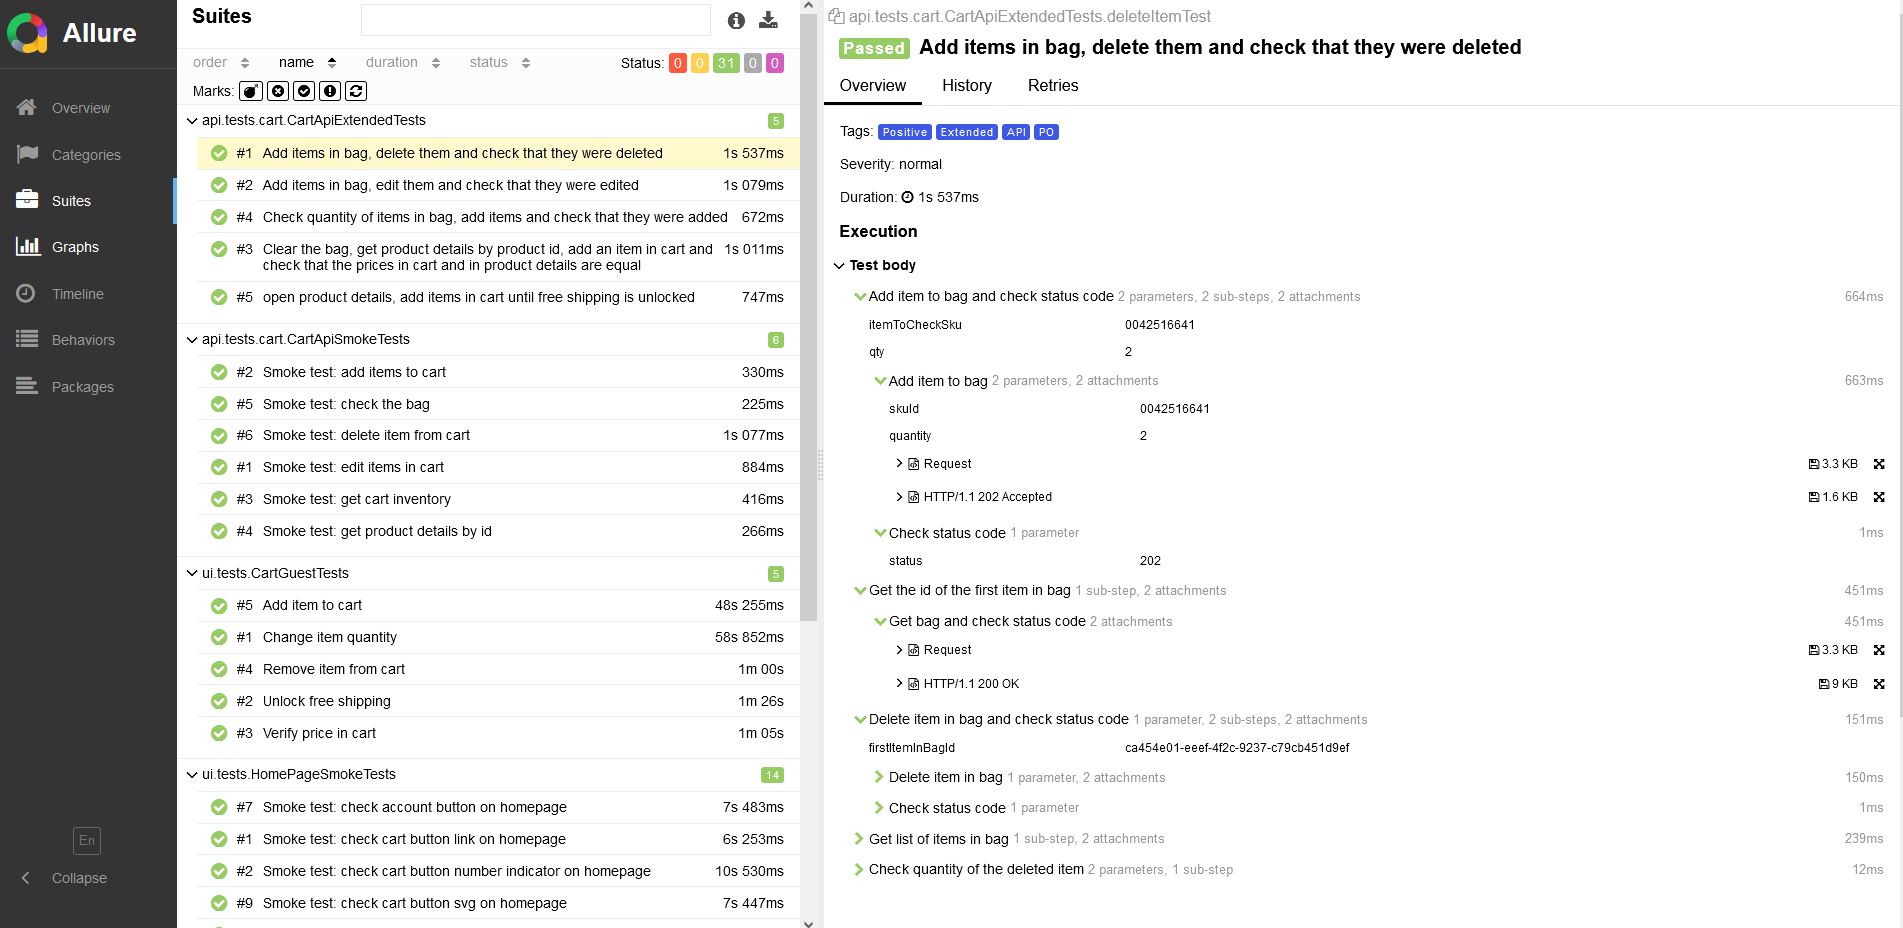 Allure
Overview
Categories
Suites
Graphs
Timeline
Behaviors
Packages
En
Collapse
Suites
order name duration status Status: 0 0 31 0 0
Marks:
api.tests.cart.CartApiExtendedTests 5
#1 Add items in bag, delete them and check that they were deleted 1s 537ms
#2 Add items in bag, edit them and check that they were edited 1s 079ms
#4 Check quantity of items in bag, add items and check that they were added 672ms
#3 Clear the bag, get product details by product id, add an item in cart and 1s 011ms
check that the prices in cart and in product details are equal
#5 open product details, add items in cart until free shipping is unlocked 747ms
api.tests.cart.CartApiSmokeTests 6
#2 Smoke test: add items to cart 330ms
#5 Smoke test: check the bag 225ms
#6 Smoke test: delete item from cart 1s 077ms
#1 Smoke test: edit items in cart 884ms
#3 Smoke test: get cart inventory 416ms
#4 Smoke test: get product details by id 266ms
ui.tests.CartGuestTests 5
#5 Add item to cart 48s 255ms
#1 Change item quantity 58s 852ms
#4 Remove item from cart 1m 00s
#2 Unlock free shipping 1m 26s
#3 Verify price in cart 1m 05s
ui.tests.HomePageSmokeTests 14
#7 Smoke test: check account button on homepage 7s 483ms
#1 Smoke test: check cart button link on homepage 6s 253ms
#2 Smoke test: check cart button number indicator on homepage 10s 530ms
#9 Smoke test: check cart button svg on homepage 7s 447ms
api.tests.cart.CartApiExtendedTests.deleteItemTest
Passed Add items in bag, delete them and check that they were deleted
Overview History Retries
Tags: Positive Extended API PO
Severity: normal
Duration: 1s 537ms
Execution
Test body
Add item to bag and check status code 2 parameters, 2 sub-steps, 2 attachments 664ms
itemToCheckSku 0042516641
qty 2
Add item to bag 2 parameters, 2 attachments 663ms
skuId 0042516641
quantity 2
Request 3.3 KB
HTTP/1.1 202 Accepted 1.6 KB
Check status code 1 parameter 1ms
status 202
Get the id of the first item in bag 1 sub-step, 2 attachments 451ms
Get bag and check status code 2 attachments 451ms
Request 3.3 KB
HTTP/1.1 200 OK 9 KB
Delete item in bag and check status code 1 parameter, 2 sub-steps, 2 attachments 151ms
firstItemInBagId ca454e01-eeef-4f2c-9237-c79cb451d9ef
Delete item in bag 1 parameter, 2 attachments 150ms
Check status code 1 parameter 1ms
Get list of items in bag 1 sub-step, 2 attachments 239ms
Check quantity of the deleted item 2 parameters, 1 sub-step 12ms